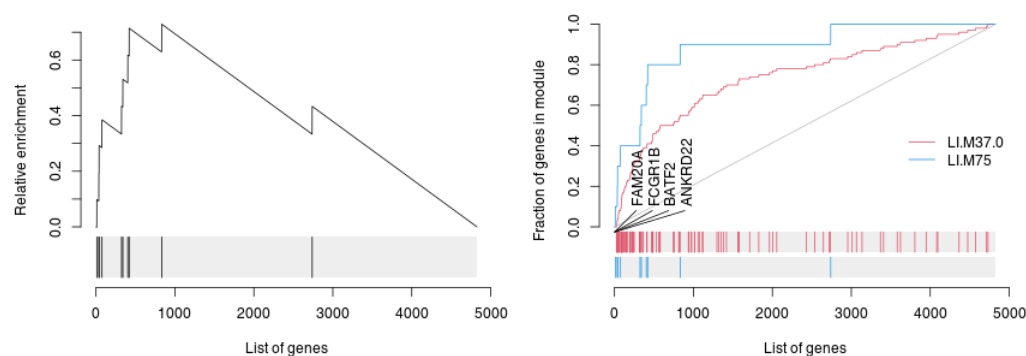 Relative enrichment
0.6
0.4
0.2
0.0
0
1000
2000
3000
4000
5000
List of genes
Fraction of genes in module
1.0
0.8
0.6
0.4
0.2
0.0
FAM20A
FCGR1B
BATF2
ANKRD22
LI.M37.0
LI.M75
0
1000
2000
3000
4000
5000
List of genes